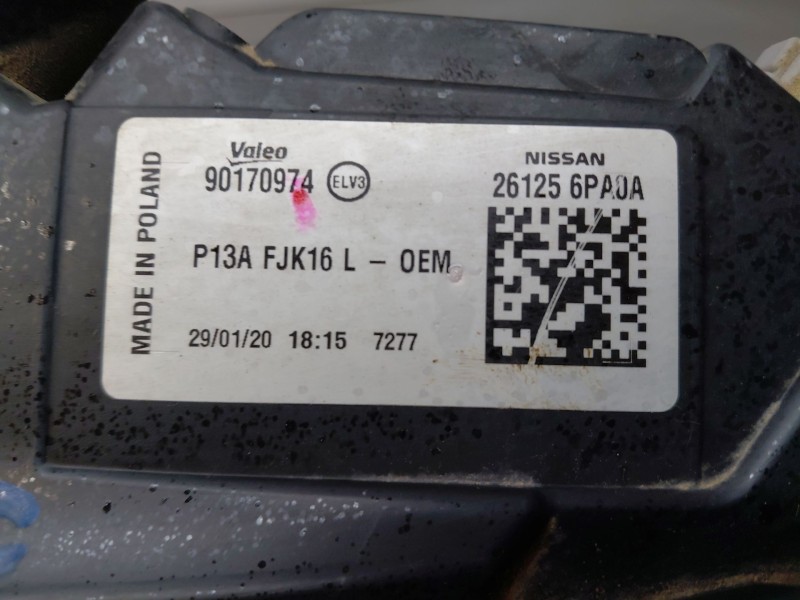 MADE IN POLAND
Valeo
90170974 ELV3
P13A FJK16 L - OEM
29/01/20 18:15 7277
NISSAN
26125 6PA0A